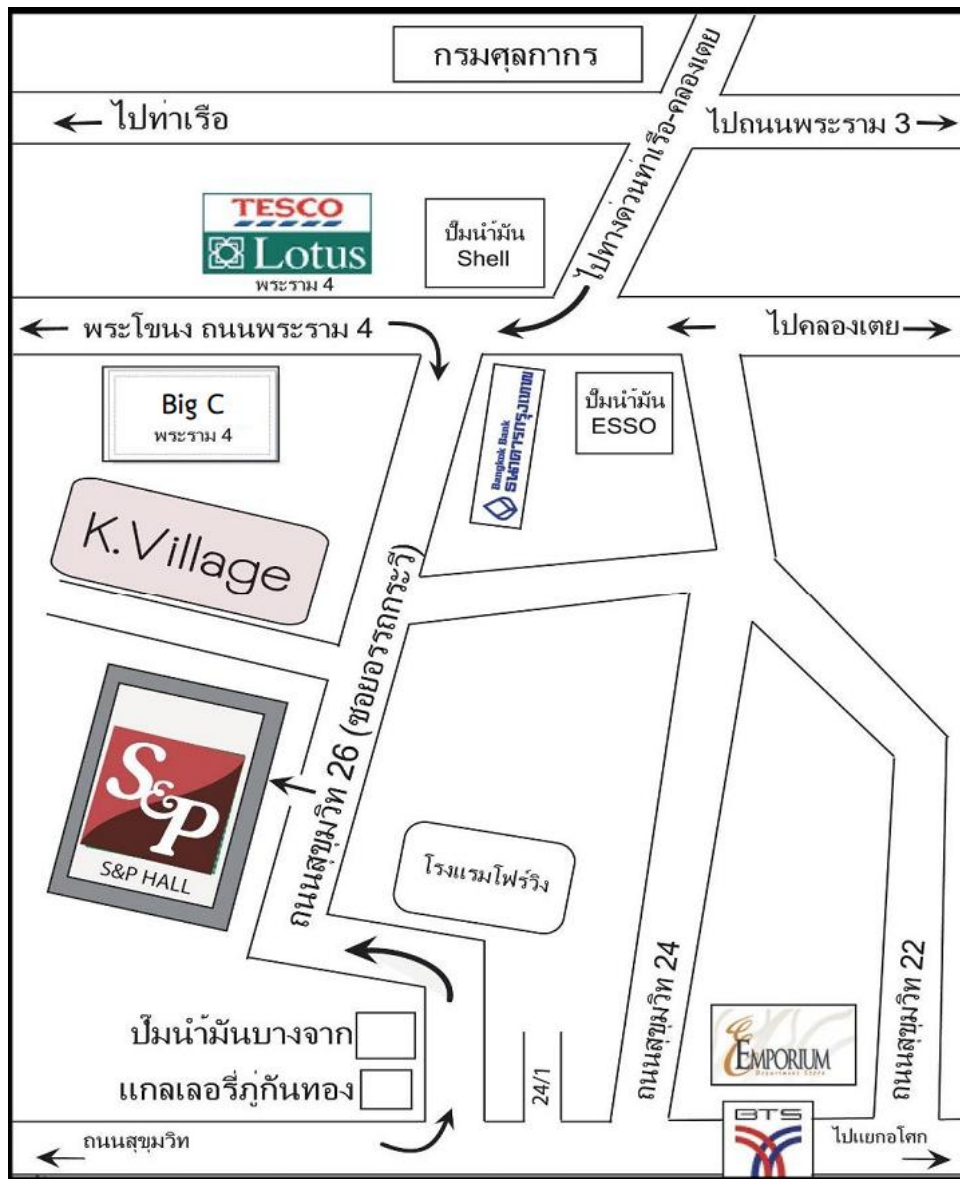 กรมศุลกากร
ไปท่าเรือ
ไปถนนพระราม 3
ไปทางด่วนท่าเรือ-คลองเตย
TESCO
Lotus
พระราม 4
ปั๊มน้ำมัน
Shell
พระโขนง ถนนพระราม 4
ไปคลองเตย
Big C
พระราม 4
Bangkok Bank
ธนาคารกรุงเทพ
ปั๊มน้ำมัน
ESSO
K.Village
ถนนสุขุมวิท 26 (ซอยอรรถกระวี)
S&P
S&P HALL
โรงแรมโฟร์วิง
ถนนสุขุมวิท 24
ถนนสุขุมวิท 22
ปั๊มน้ำมันบางจาก
แกลเลอรี่ภู่กันทอง
24/1
EMPORIUM
Department Store
BTS
ถนนสุขุมวิท
ไปแยกอโศก